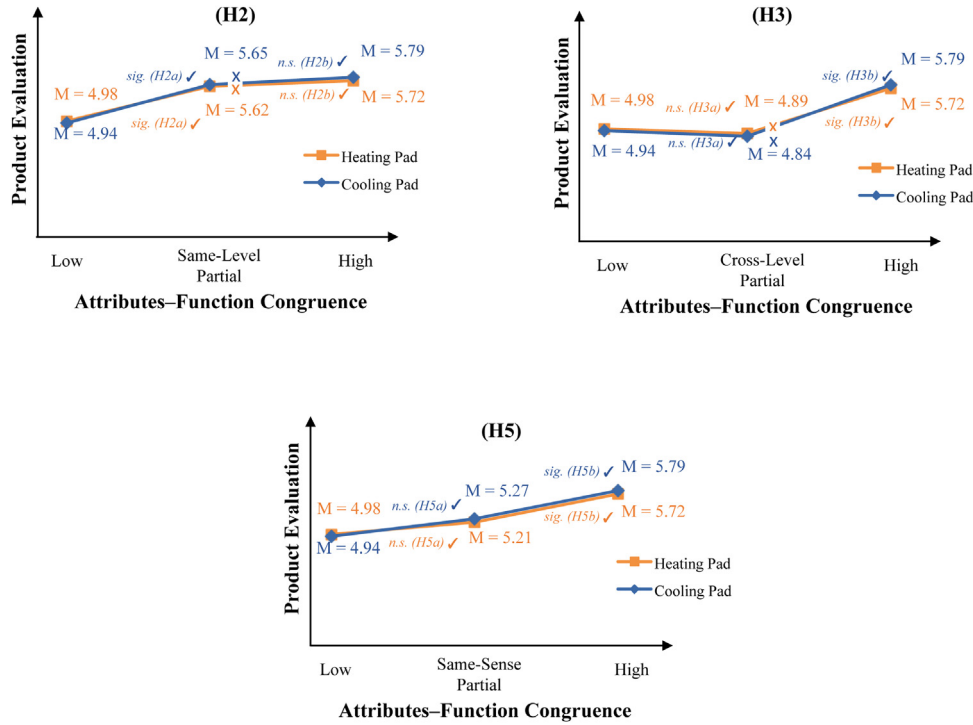 (H2)
Product Evaluation
M = 5.65
M = 5.79
sig. (H2a) ✓
x
n.s. (H2b) ✓
M = 4.98
x
n.s. (H2b) ✓
M = 5.72
M = 4.94
sig. (H2a) ✓
M = 5.62
Heating Pad
Cooling Pad
Low
Same-Level
Partial
High
Attributes–Function Congruence
(H3)
Product Evaluation
M = 5.79
sig. (H3b) ✓
M = 4.98
n.s. (H3a) ✓
M = 4.89
M = 5.72
x
sig. (H3b) ✓
M = 4.94
n.s. (H3a) ✓
x
M = 4.84
Heating Pad
Cooling Pad
Low
Cross-Level
Partial
High
Attributes–Function Congruence
(H5)
Product Evaluation
sig. (H5b) ✓
M = 5.79
M = 4.98
n.s. (H5a) ✓
M = 5.27
sig. (H5b) ✓
M = 5.72
M = 4.94
n.s. (H5a) ✓
M = 5.21
Heating Pad
Cooling Pad
Low
Same-Sense
Partial
High
Attributes–Function Congruence